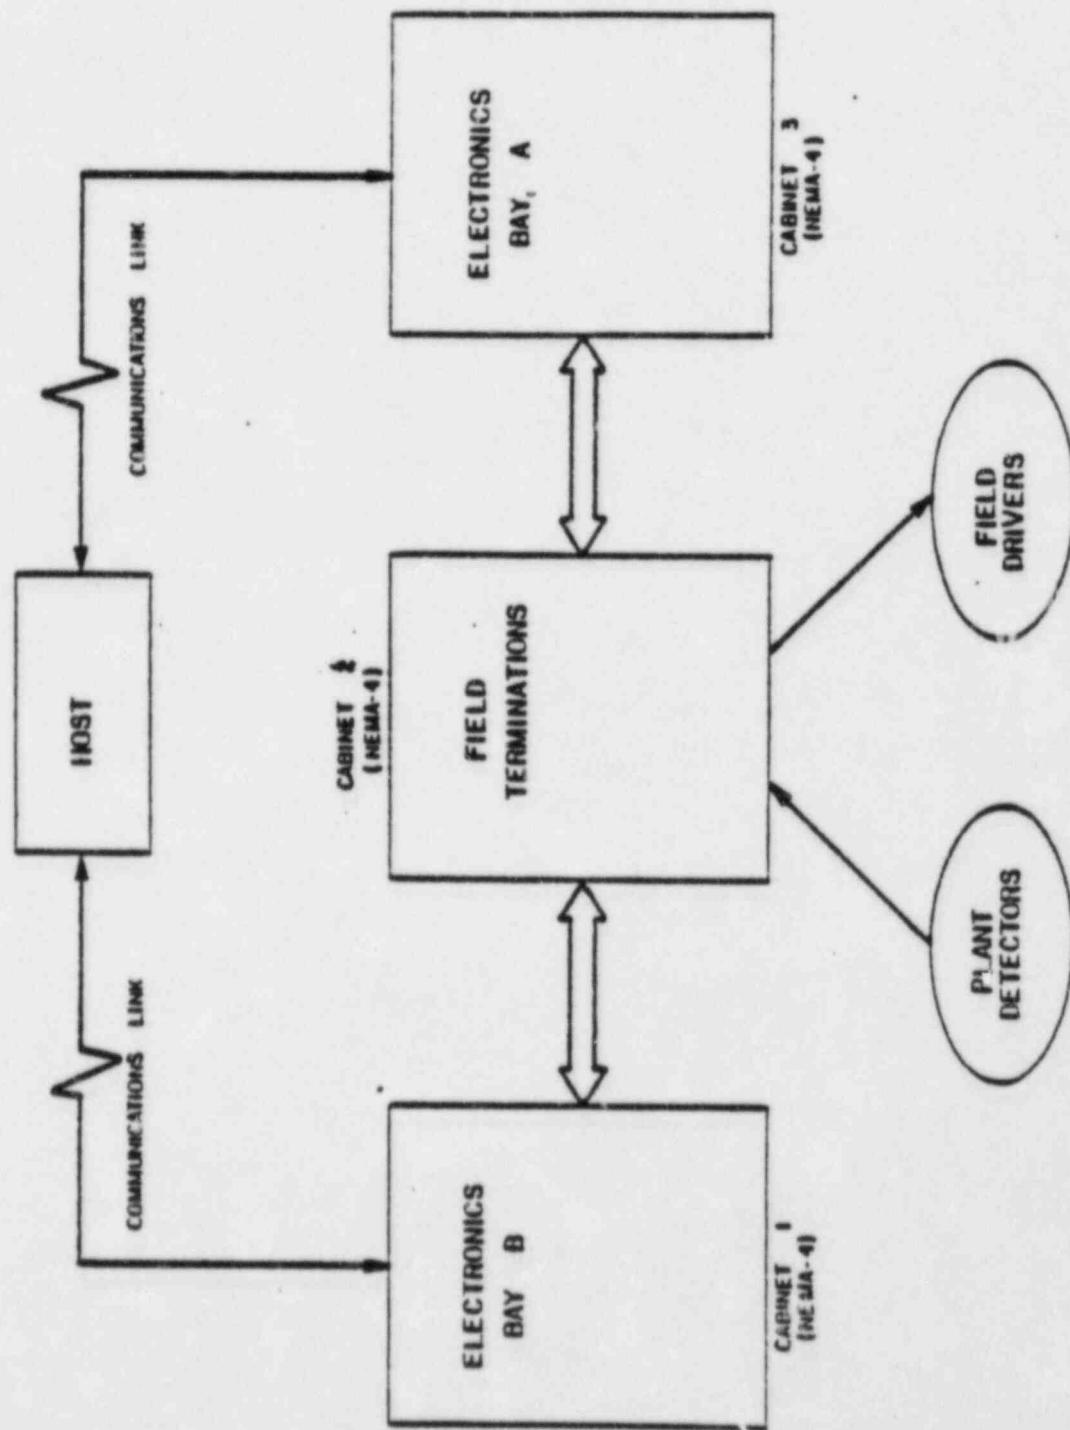 HOST
COMMUNICATIONS LINK
COMMUNICATIONS LINK
CABINET 2
(NEMA-4)
ELECTRONICS
BAY B
FIELD
TERMINATIONS
ELECTRONICS
BAY, A
CABINET 1
(NEMA-4)
CABINET 3
(NEMA-4)
PLANT
DETECTORS
FIELD
DRIVERS